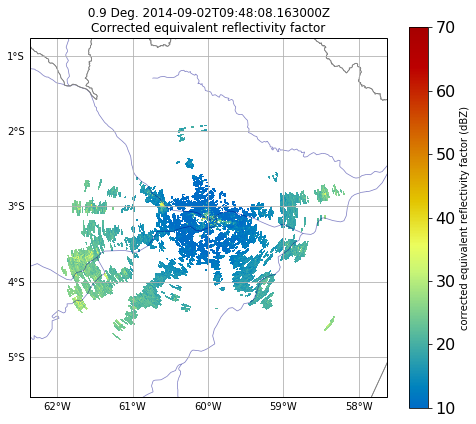 0.9 Deg. 2014-09-02T09:48:08.163000Z
Corrected equivalent reflectivity factor
1°S
2°S
3°S
4°S
5°S
62°W 61°W 60°W 59°W 58°W
70
60
50
40
30
20
10
corrected equivalent reflectivity factor (dBZ)